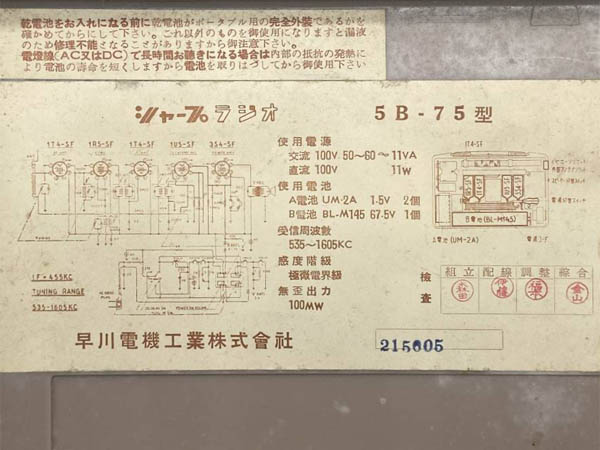 乾電池をお入れになる前に乾電池がポータブル用の完全外装であるかを
確かめてからにして下さい。これ以外のものを御使用になりますと漏液
のため修理不能となることがありますから御注意下さい。
電燈線(AC又はDC)で長時間お聴きになる場合は内部の抵抗の発熱に
より電池の寿命を短くしますから電池を取りはづしてから御使用下さい
シャープラジオ 5B-75型
1T4-SF 1R5-SF 1T4-SF 1U5-SF 3S4-SF
IF=455KC
TUNING RANGE
535-1605KC
使用電源
交流 100V 50~60~11VA
直流 100V 11W
使用電池
A電池 UM-2A 1.5V 2個
B電池 BL-M145 67.5V 1個
受信周波数
535~1605KC
感度階級
極微電界級
無歪出力
100MW
1T4-SF
B電池(BL-M145)
A電池(UM-2A)
電源コード
検査
組立 配線 調整 綜合
森田 伊藤 金山
早川電機工業株式會社
215605